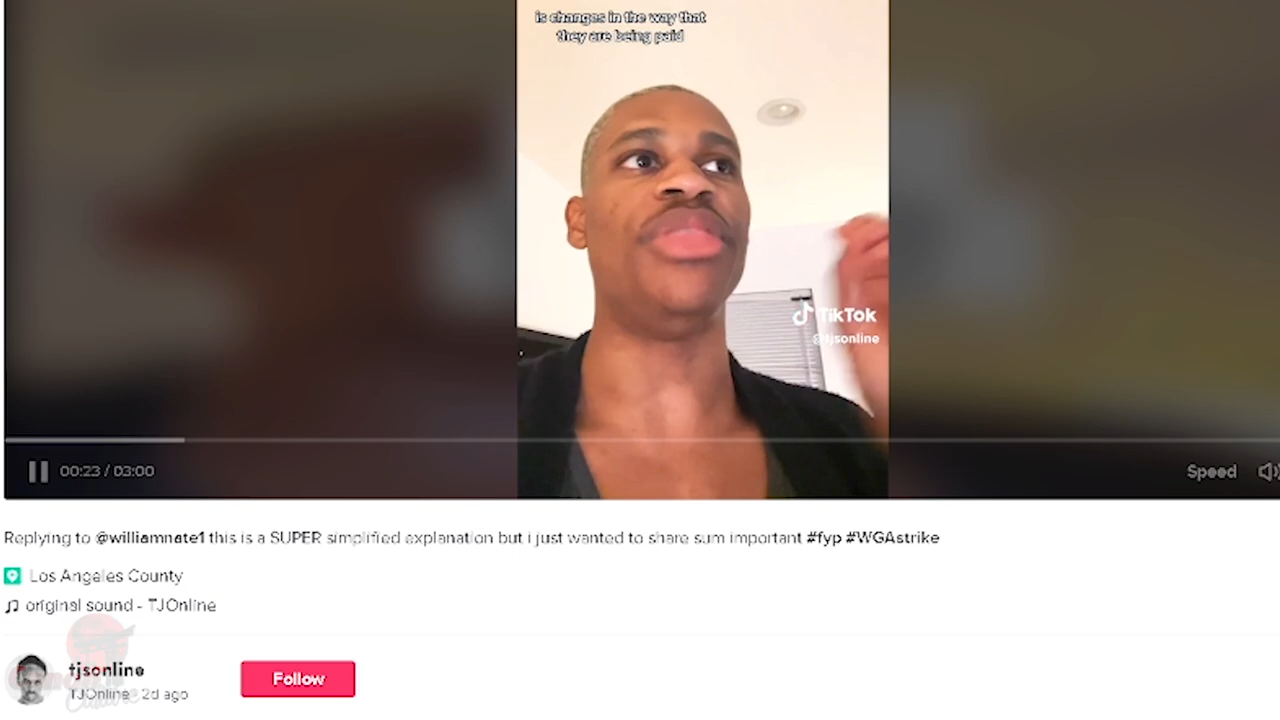 is changes in the way that
they are being paid
TikTok
@tjsonline
00:23 / 03:00
Speed
Replying to @williamnate1 this is a SUPER simplified explanation but i just wanted to share sum important #fyp #WGAstrike
Los Angeles County
original sound - TJOnline
tjsonline
Follow
TJOnline · 2d ago
Culture